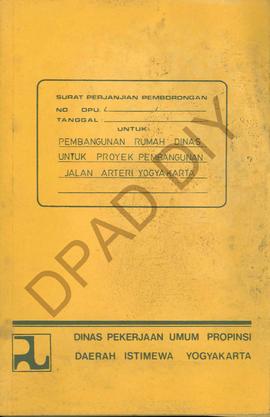 SURAT PERJANJIAN PEMBORONGAN
NO DPU. / /
TANGGAL :
UNTUK:
PEMBANGUNAN RUMAH DINAS
UNTUK PROYEK PEMBANGUNAN
JALAN ARTERI YOGYAKARTA
DPAD DIY
DINAS PEKERJAAN UMUM PROPINSI
DAERAH ISTIMEWA YOGYAKARTA